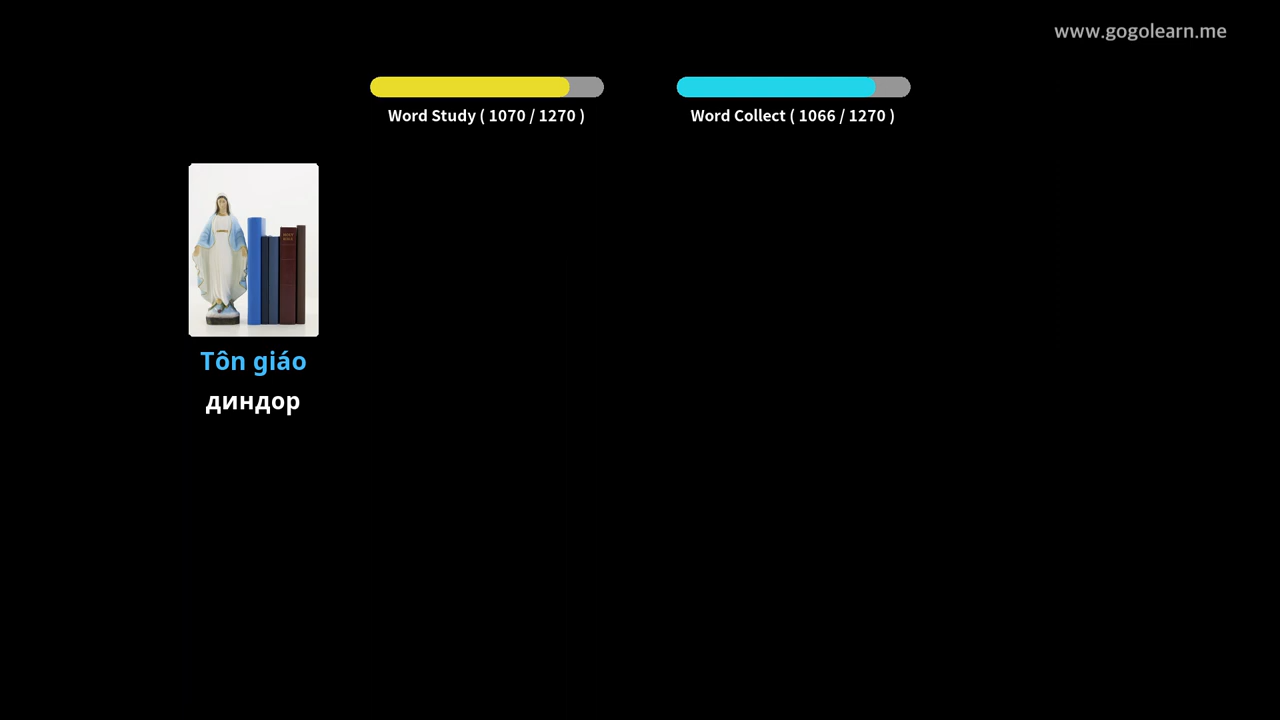 www.gogolearn.me
Word Study ( 1070 / 1270 )
Word Collect ( 1066 / 1270 )
Tôn giáo
диндор